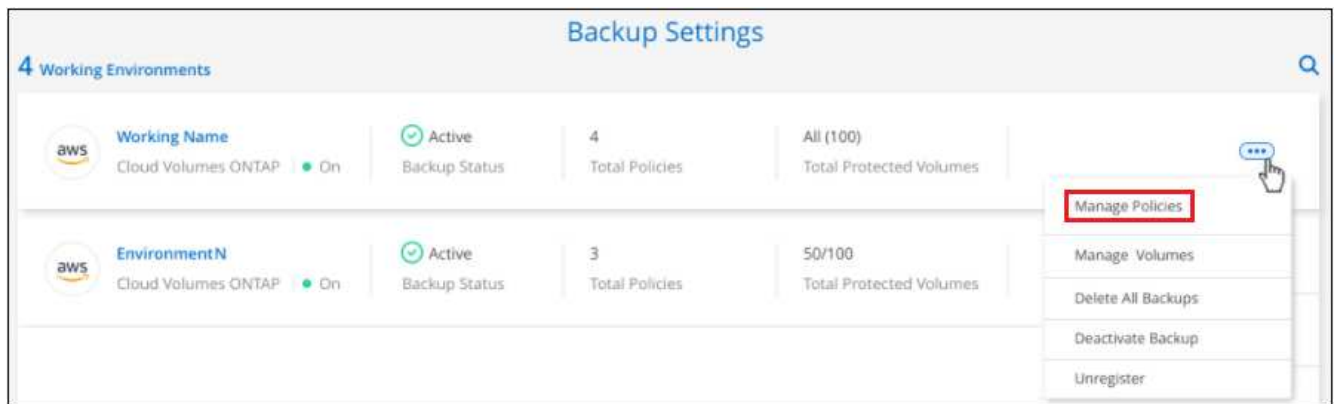 Backup Settings
4 Working Environments
aws Working Name Active 4 All (100)
Cloud Volumes ONTAP On Backup Status Total Policies Total Protected Volumes
Manage Policies
aws EnvironmentN Active 3 50/100 Manage Volumes
Cloud Volumes ONTAP On Backup Status Total Policies Total Protected Volumes
Delete All Backups
Deactivate Backup
Unregister